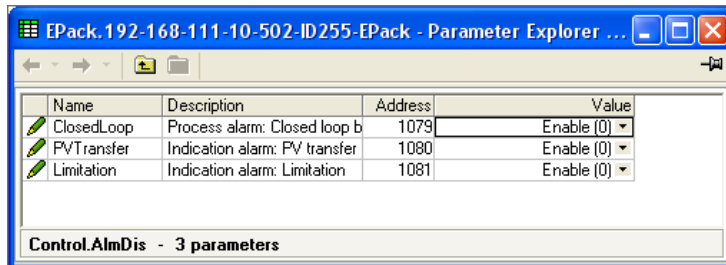 EPack.192-168-111-10-502-ID255-EPack - Parameter Explorer ...
Name Description Address Value
ClosedLoop Process alarm: Closed loop b 1079 Enable (0)
PVTransfer Indication alarm: PV transfer 1080 Enable (0)
Limitation Indication alarm: Limitation 1081 Enable (0)
Control.AlmDis - 3 parameters